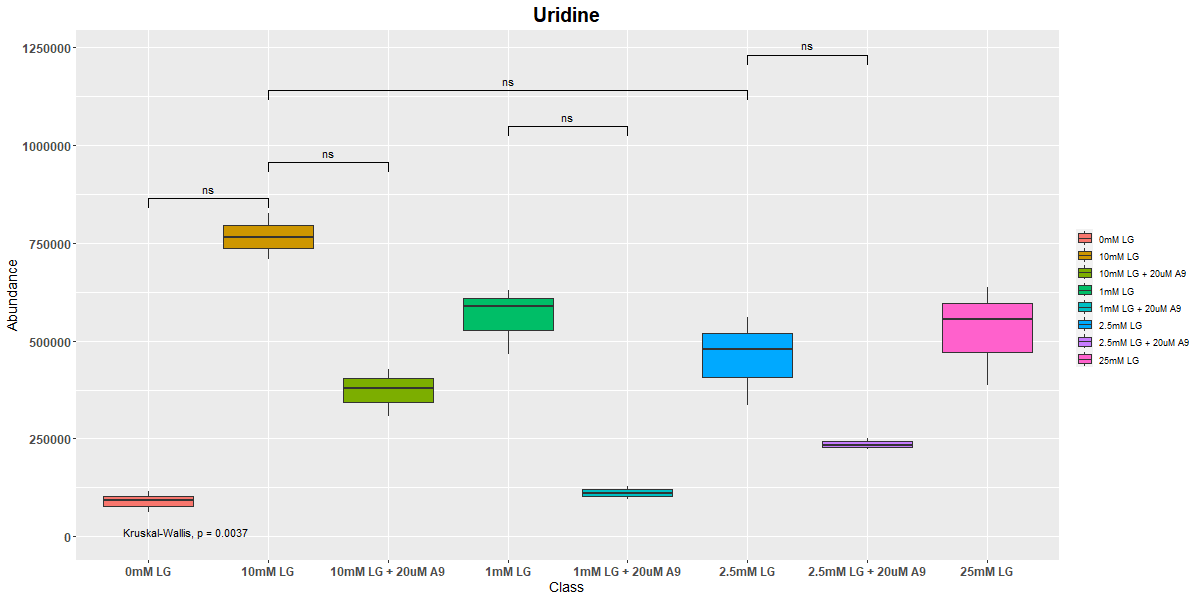 Uridine
Abundance
1250000
1000000
750000
500000
250000
0
ns
ns
ns
ns
ns
Kruskal-Wallis, p = 0.0037
0mM LG
10mM LG
10mM LG + 20uM A9
1mM LG
1mM LG + 20uM A9
2.5mM LG
2.5mM LG + 20uM A9
25mM LG
Class
0mM LG
10mM LG
10mM LG + 20uM A9
1mM LG
1mM LG + 20uM A9
2.5mM LG
2.5mM LG + 20uM A9
25mM LG